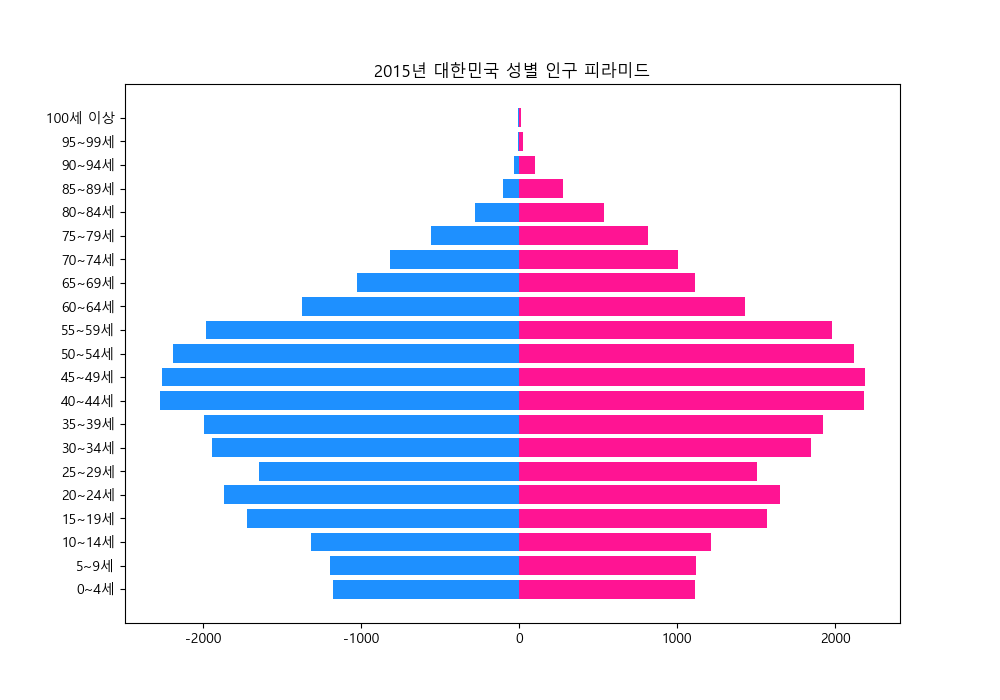 2015년 대한민국 성별 인구 피라미드
100세 이상
95~99세
90~94세
85~89세
80~84세
75~79세
70~74세
65~69세
60~64세
55~59세
50~54세
45~49세
40~44세
35~39세
30~34세
25~29세
20~24세
15~19세
10~14세
5~9세
0~4세
-2000 -1000 0 1000 2000